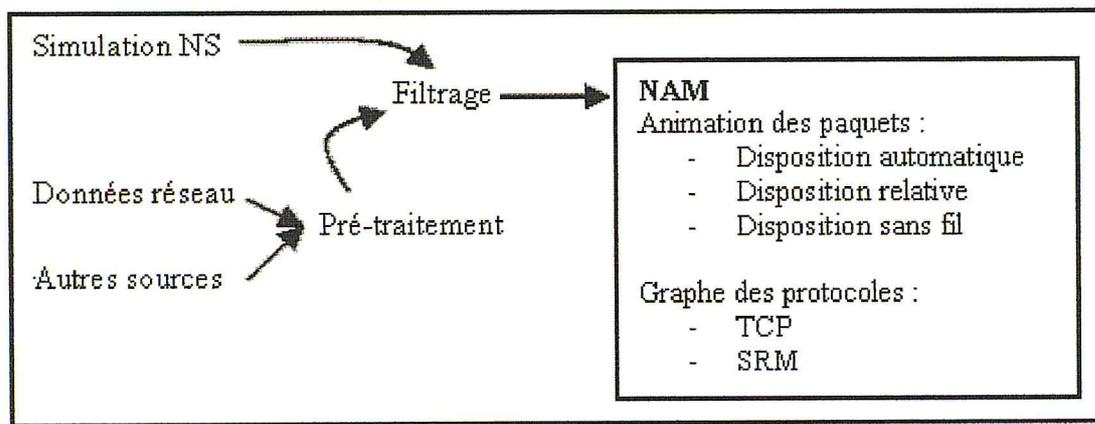 Simulation NS
Filtrage
Données réseau
Pré-traitement
Autres sources
NAM
Animation des paquets :
- Disposition automatique
- Disposition relative
- Disposition sans fil
Graphe des protocoles :
- TCP
- SRM